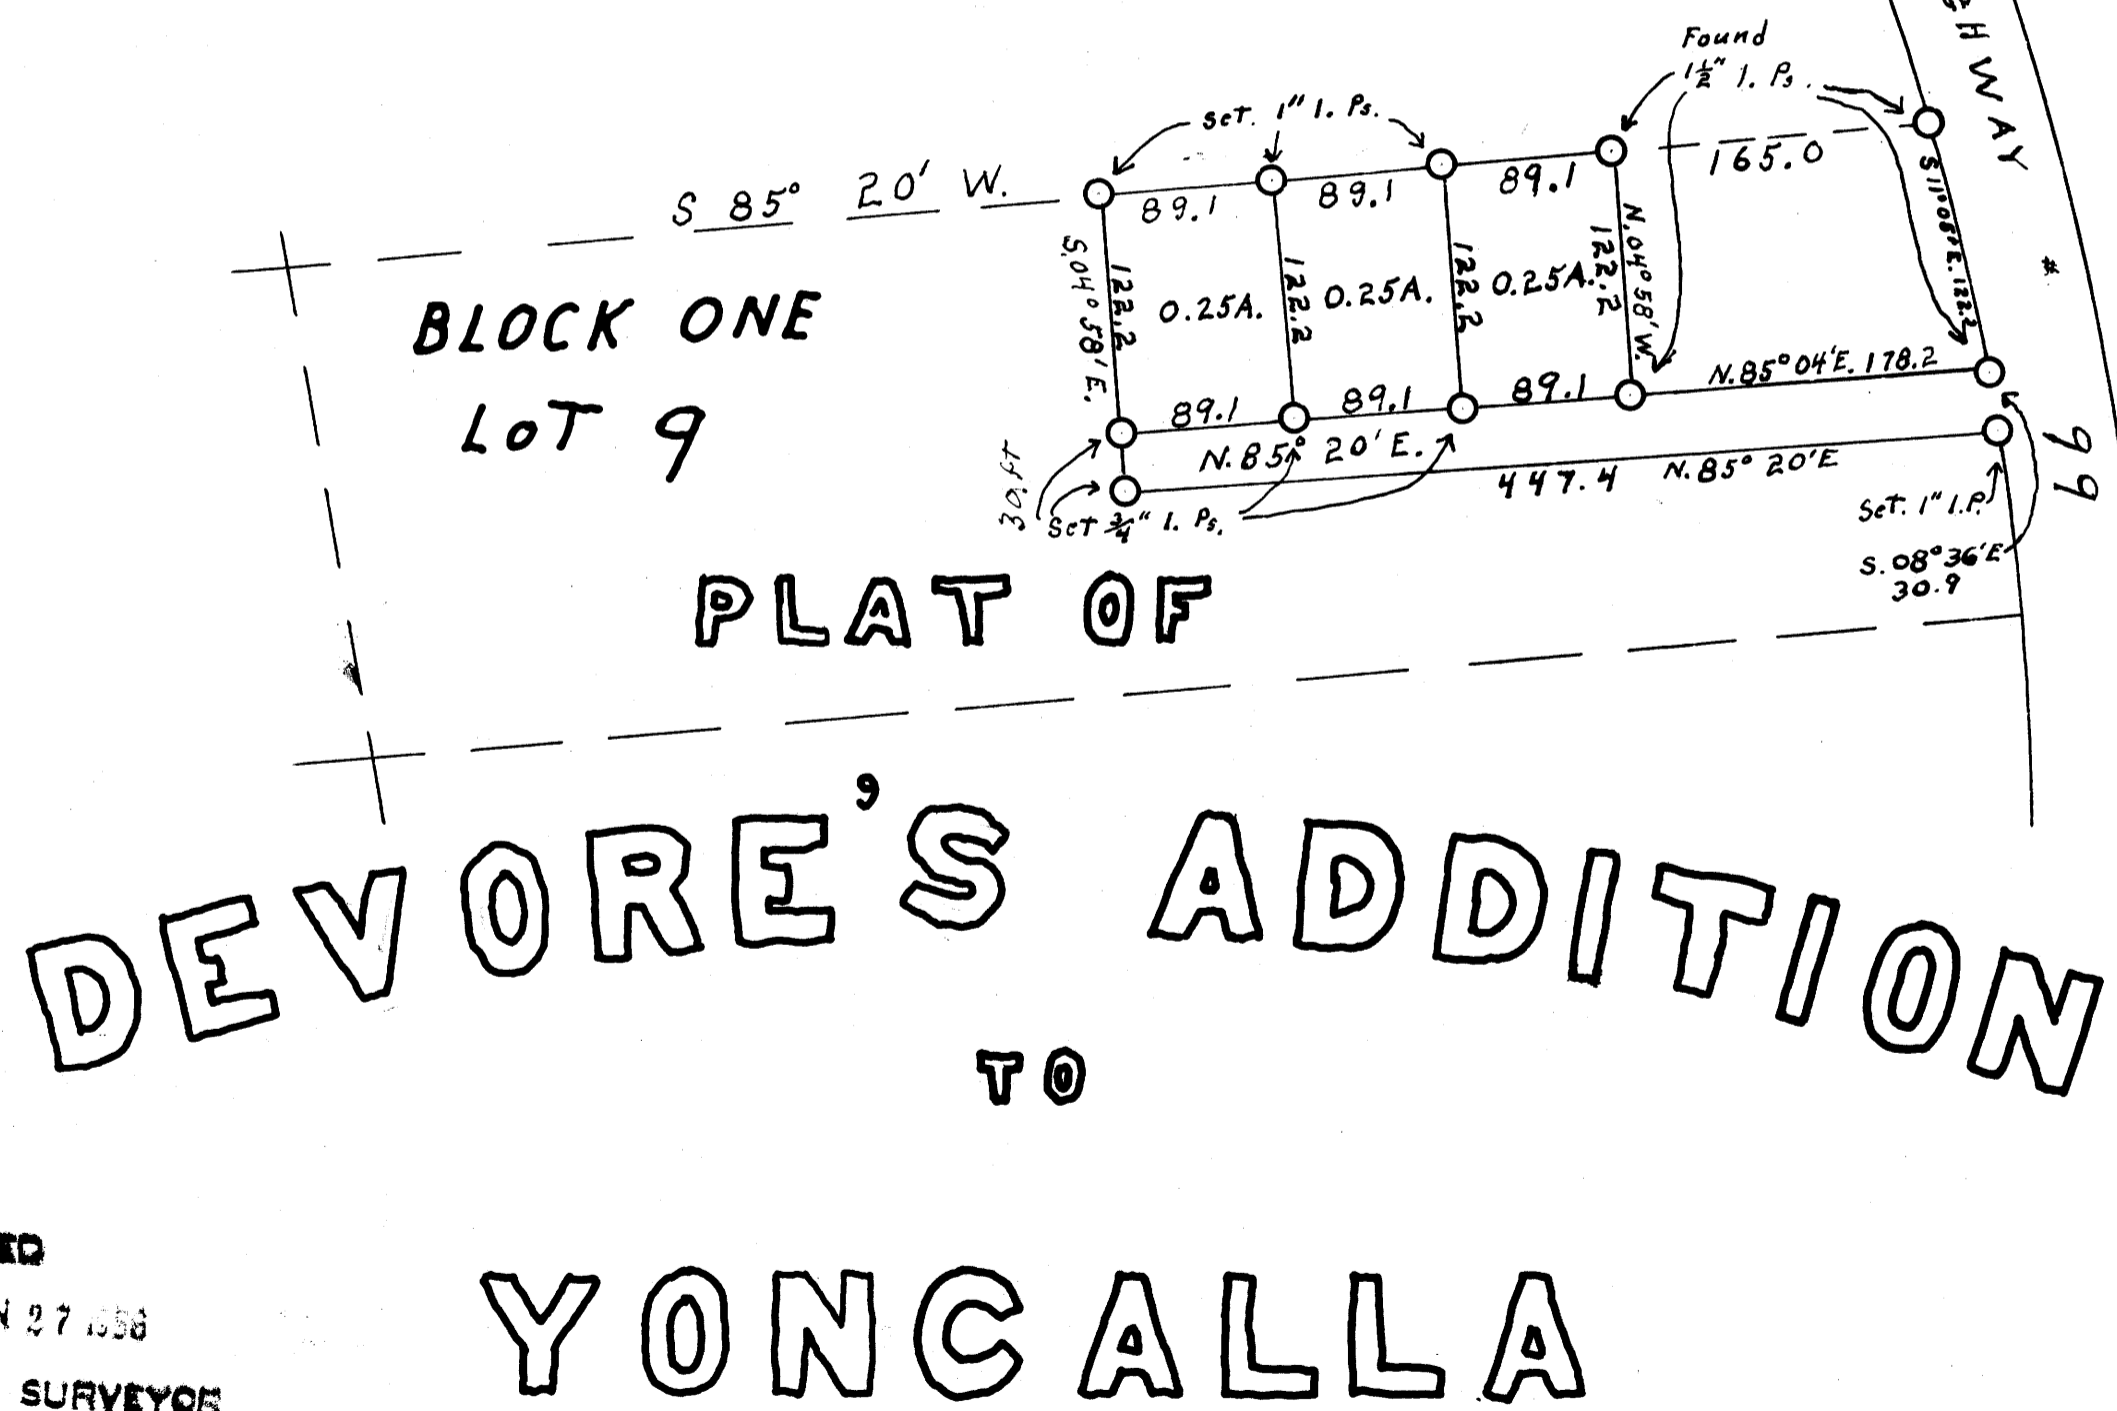 GHWAY # 99
Found
1½" I. Ps.
set. 1" I. Ps.
S 85° 20' W.
89.1
89.1
89.1
165.0
S 11° 08' E. 122.2
S. 04° 58' E.
122.2
122.2
122.2
122.2
N. 04° 58' W.
0.25A.
0.25A.
0.25A.
BLOCK ONE
LOT 9
89.1
89.1
89.1
N. 85° 04' E. 178.2
N. 85° 20' E.
447.4
N. 85° 20' E
30 ft
Set ¾" I. Ps.
Set. 1" I.P.
S. 08° 36' E
30.9
PLAT OF
DEVORE'S ADDITION
TO
YONCALLA
ED
N 27
SURVEYOR